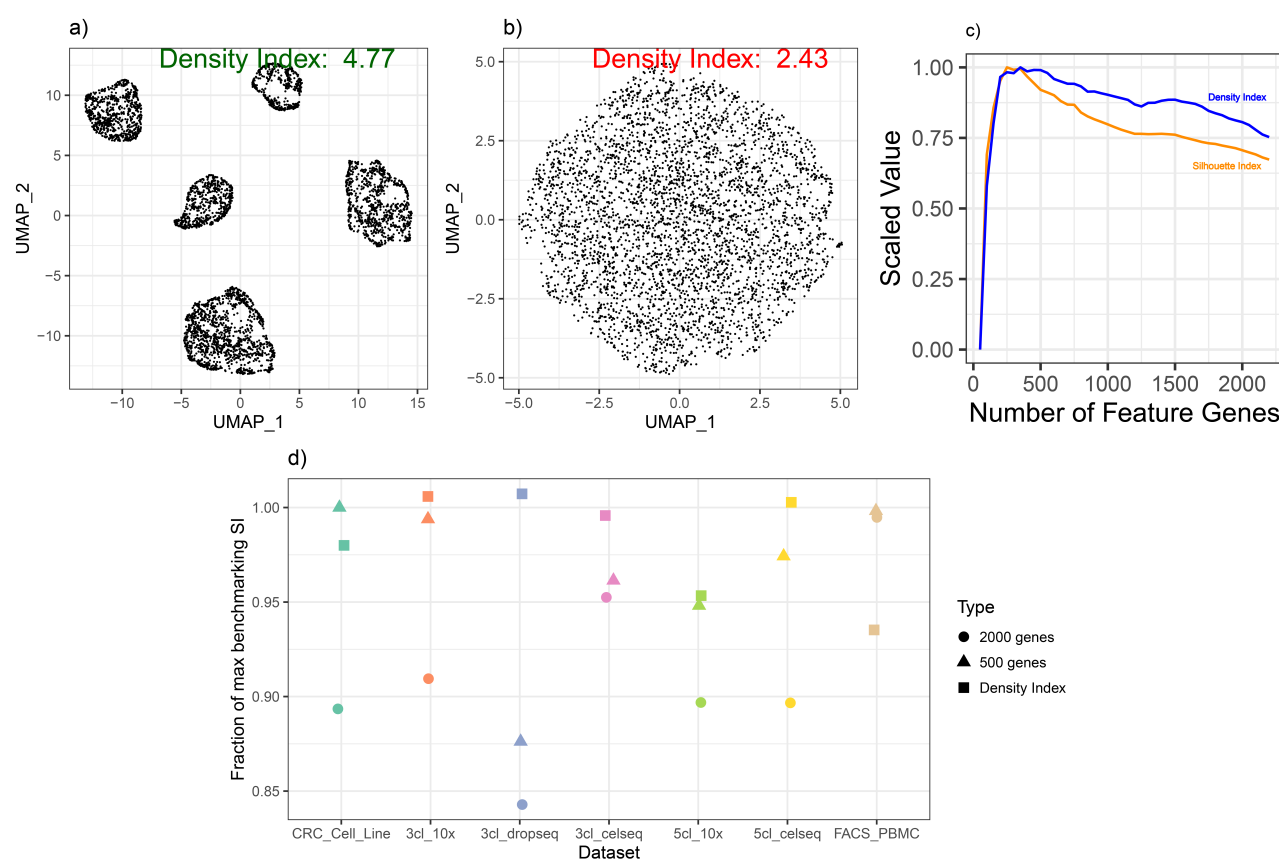 a)
Density Index: 4.77
UMAP_2
10
5
0
−5
−10
−10
−5
0
5
10
15
UMAP_1
b)
Density Index: 2.43
UMAP_2
5.0
2.5
0.0
−2.5
−5.0
−5.0
−2.5
0.0
2.5
5.0
UMAP_1
c)
Scaled Value
1.00
0.75
0.50
0.25
0.00
Density Index
Silhouette Index
0
500
1000
1500
2000
Number of Feature Genes
d)
Fraction of max benchmarking SI
1.00
0.95
0.90
0.85
CRC_Cell_Line
3cl_10x
3cl_dropseq
3cl_celseq
5cl_10x
5cl_celseq
FACS_PBMC
Dataset
Type
2000 genes
500 genes
Density Index